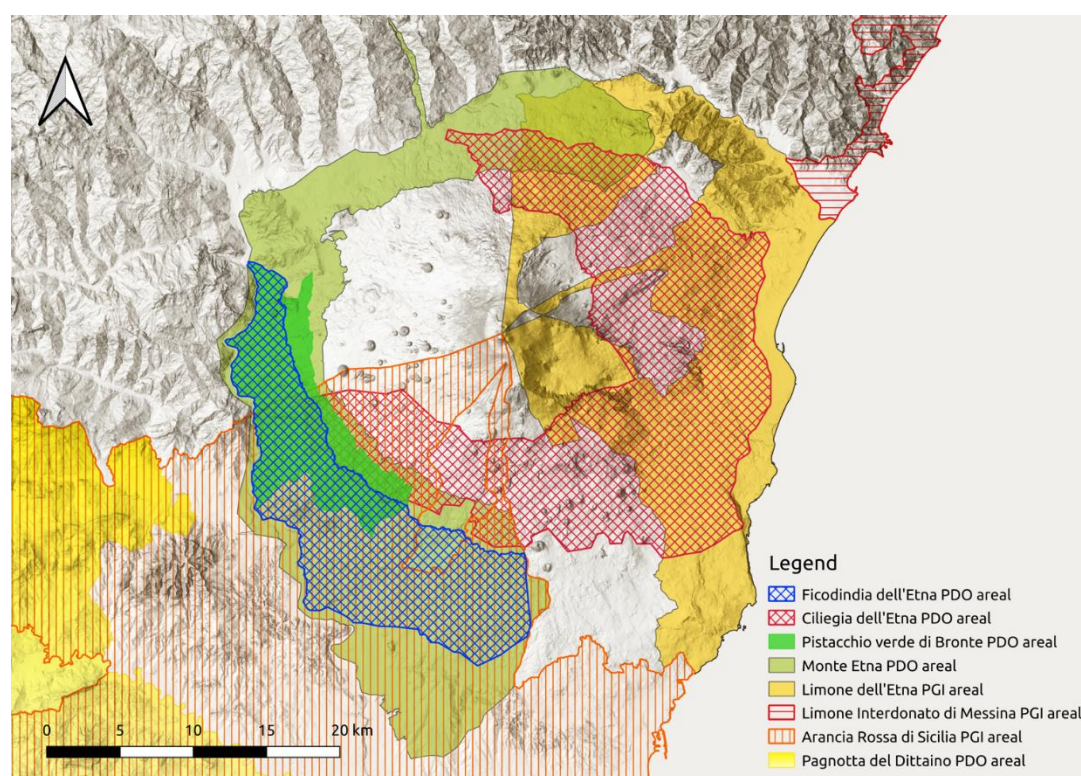 Legend
Ficodindia dell'Etna PDO areal
Ciliegia dell'Etna PDO areal
Pistacchio verde di Bronte PDO areal
Monte Etna PDO areal
Limone dell'Etna PGI areal
Limone Interdonato di Messina PGI areal
Arancia Rossa di Sicilia PGI areal
Pagnotta del Dittaino PDO areal
0 5 10 15 20 km